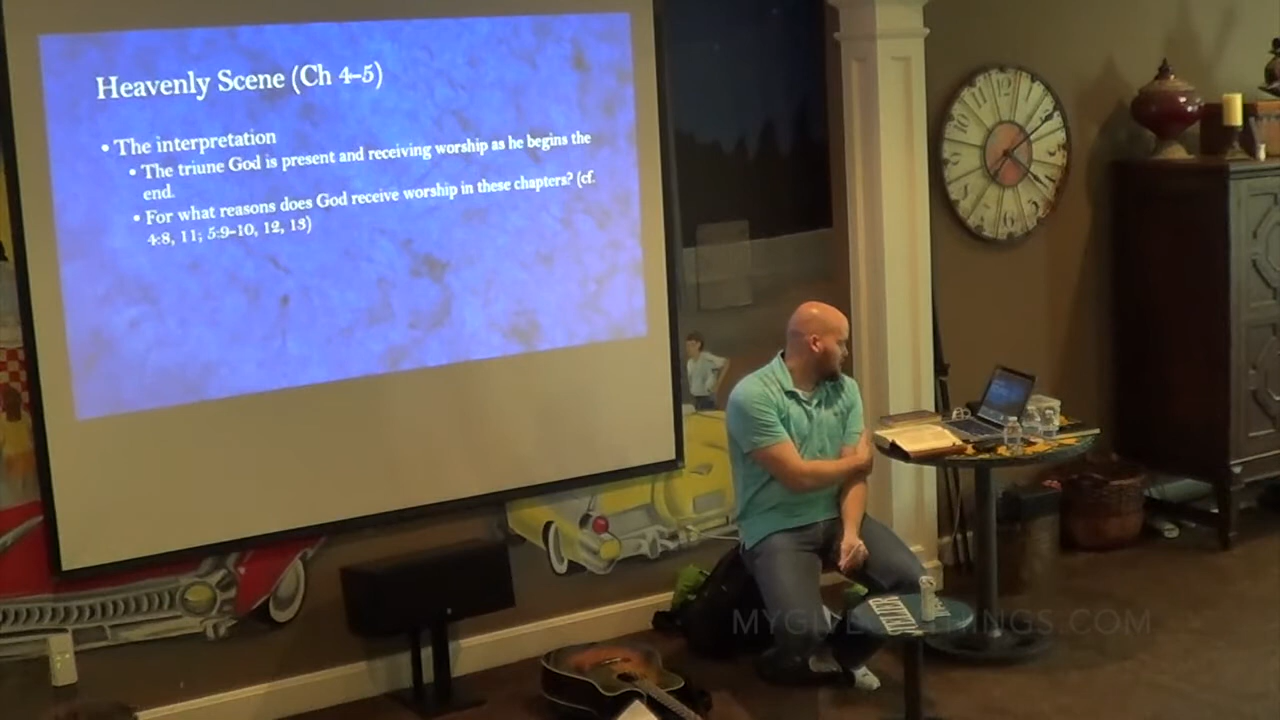 Heavenly Scene (Ch 4–5)
• The interpretation
• The triune God is present and receiving worship as he begins the
end.
• For what reasons does God receive worship in these chapters? (cf.
4:8, 11; 5:9-10, 12, 13)
12